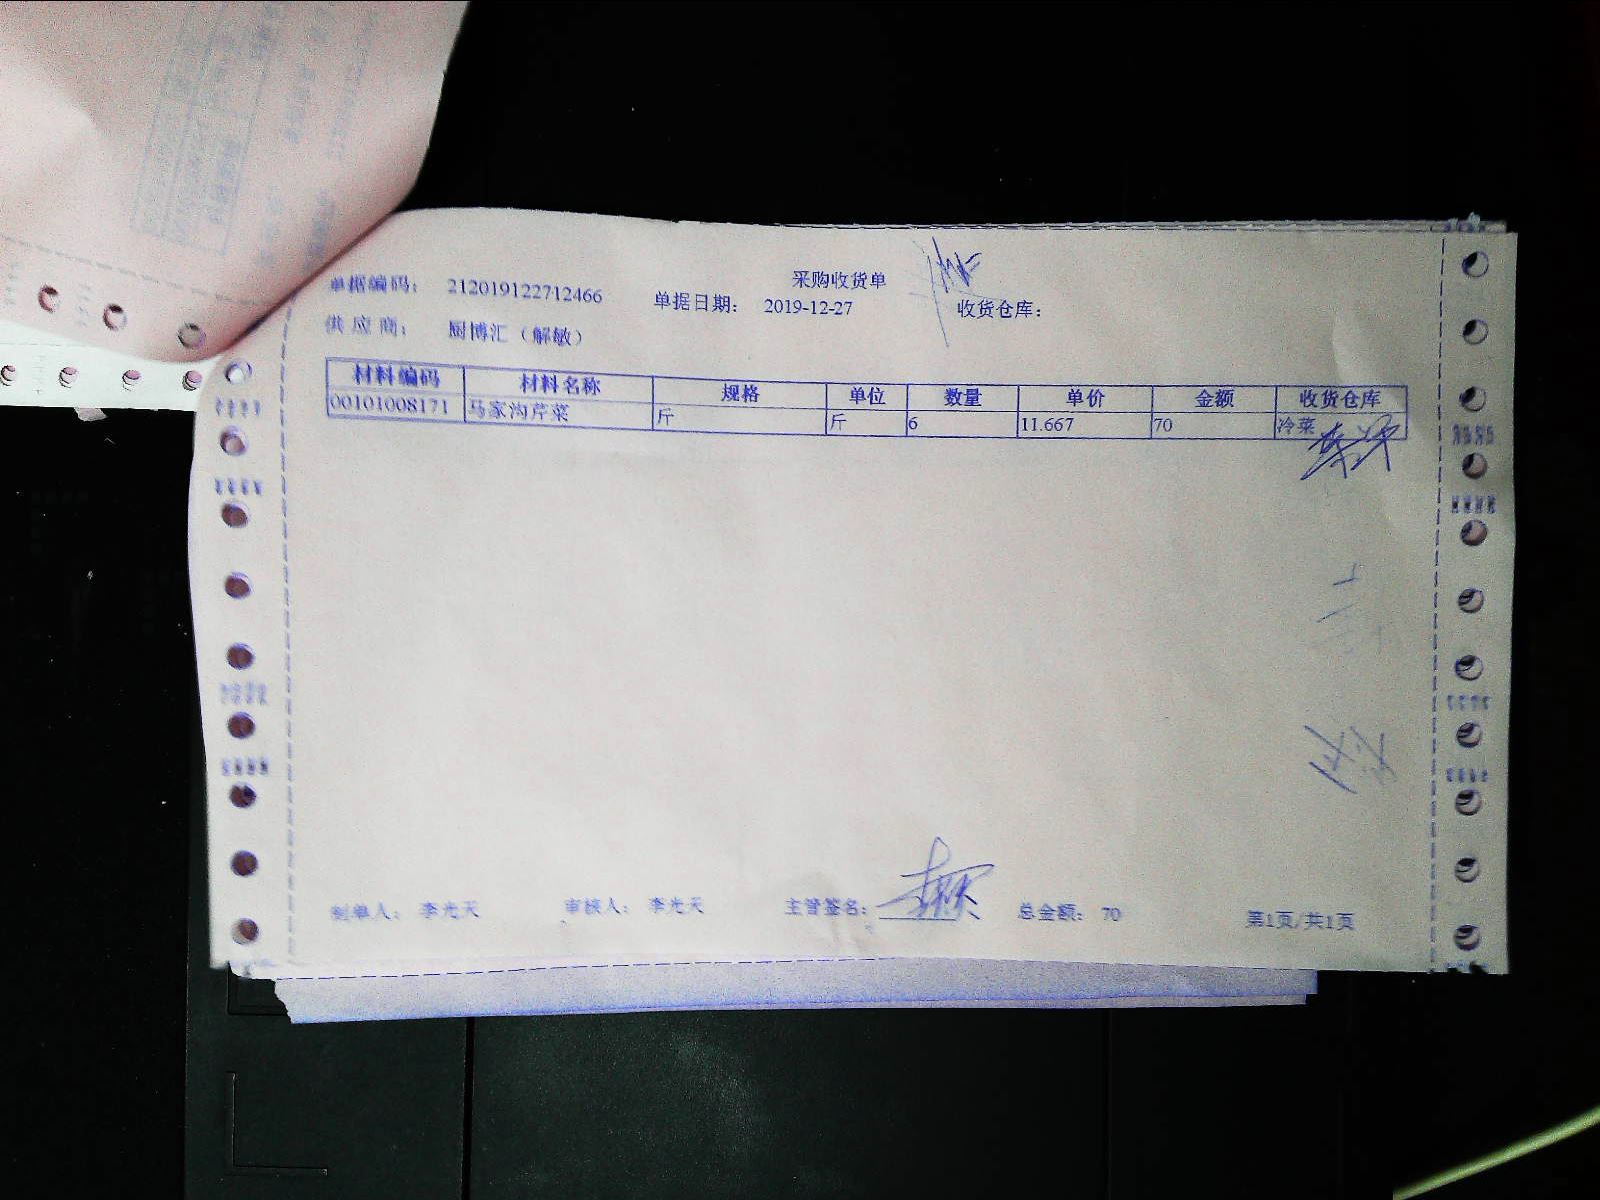 采购收货单
单据编码: 212019122712466 单据日期: 2019-12-27 收货仓库:
供应商: 厨博汇（解敏）
材料编码 材料名称 规格 单位 数量 单价 金额 收货仓库
00101008171 马家沟芹菜 斤 斤 6 11.667 70 冷菜
制单人: 李光天 审核人: 李光天 主管签名: 总金额: 70 第1页/共1页